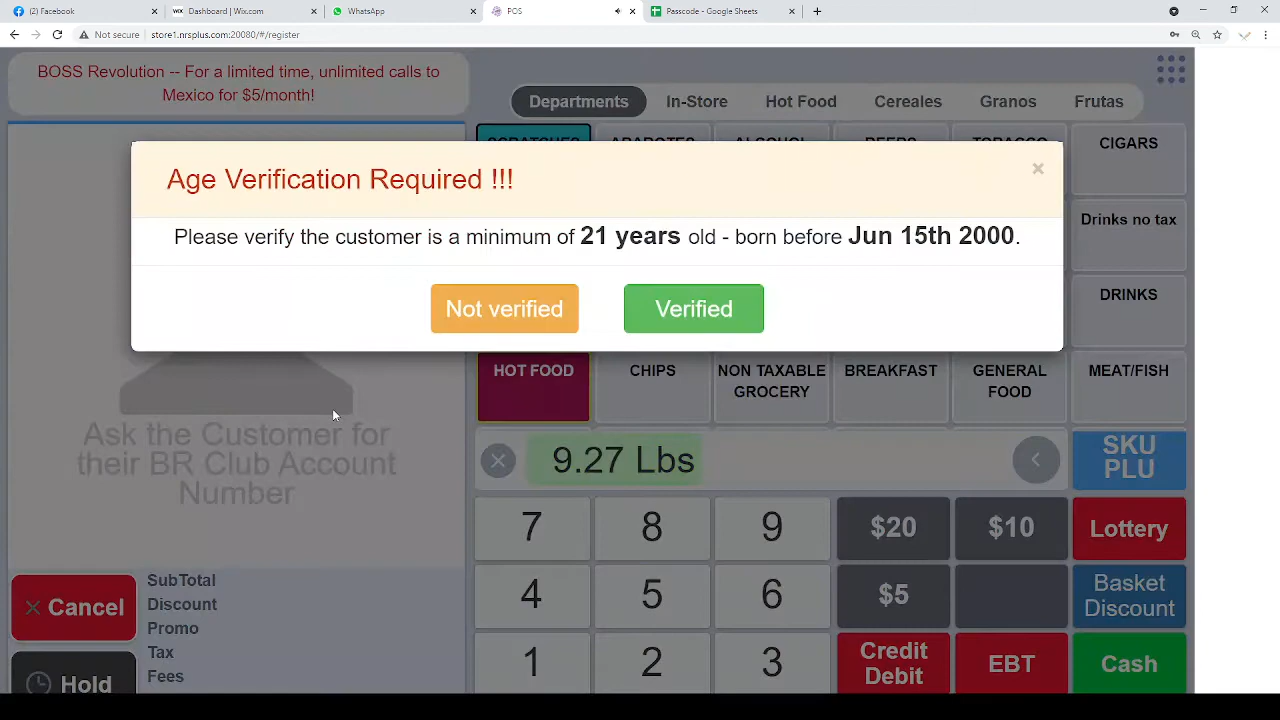 (2) Facebook
Dashboard | Wix.com
WhatsApp
POS
Passcode - Google Sheets
Not secure | store1.nrsplus.com:20080/#/register
BOSS Revolution -- For a limited time, unlimited calls to
Mexico for $5/month!
Departments
In-Store
Hot Food
Cereales
Granos
Frutas
SCRATCHES
ABAROTES
ALCOHOL
BEERS
TOBACCO
CIGARS
Age Verification Required !!!
Please verify the customer is a minimum of 21 years old - born before Jun 15th 2000.
Not verified
Verified
Drinks no tax
DRINKS
HOT FOOD
CHIPS
NON TAXABLE
GROCERY
BREAKFAST
GENERAL
FOOD
MEAT/FISH
Ask the Customer for
their BR Club Account
Number
9.27 Lbs
SKU
PLU
7
8
9
$20
$10
Lottery
4
5
6
$5
Basket
Discount
1
2
3
Credit
Debit
EBT
Cash
Cancel
Hold
SubTotal
Discount
Promo
Tax
Fees